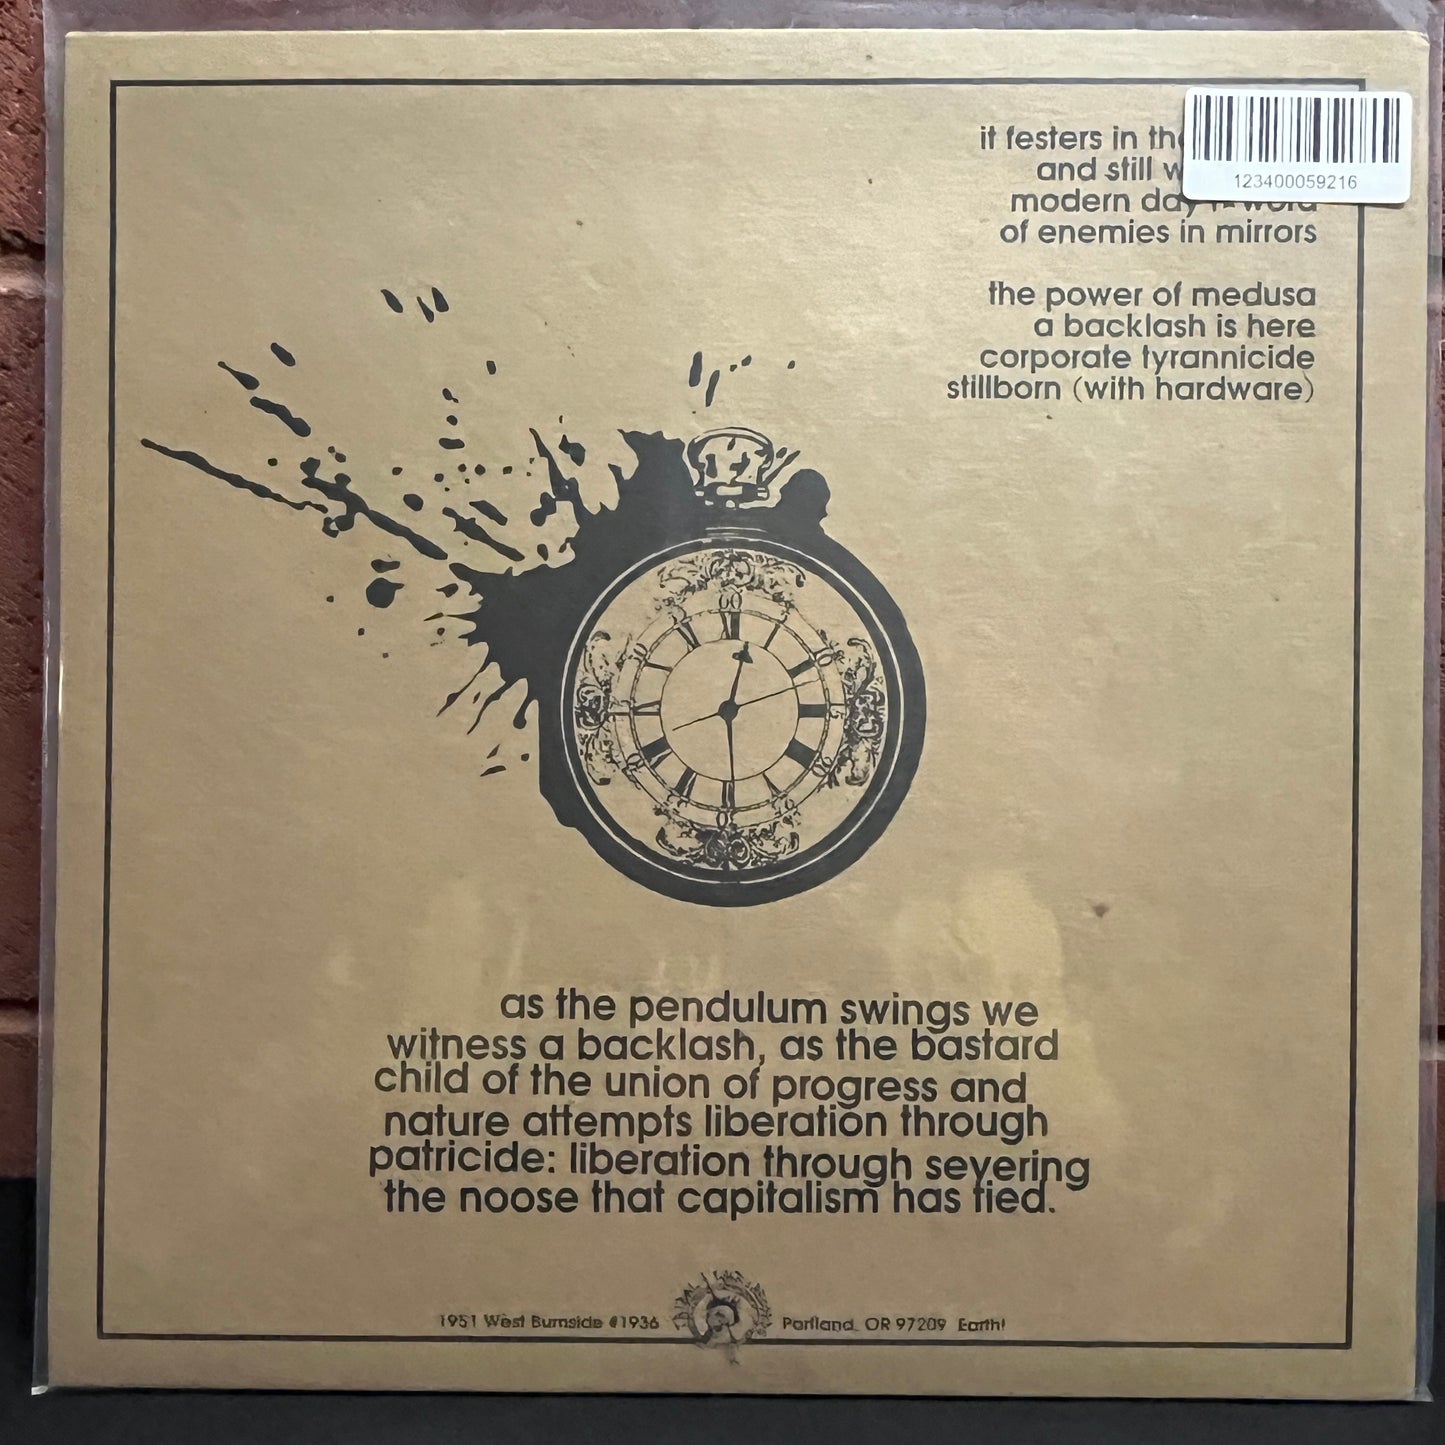 it festers in the
and still
modern day
of enemies in mirrors
the power of medusa
a backlash is here
corporate tyrannicide
stillborn (with hardware)
123400059216
60
as the pendulum swings we
witness a backlash, as the bastard
child of the union of progress and
nature attempts liberation through
patricide: liberation through severing
the noose that capitalism has tied.
1951 West Burnside #1936 Portland, OR 97209 Earth!